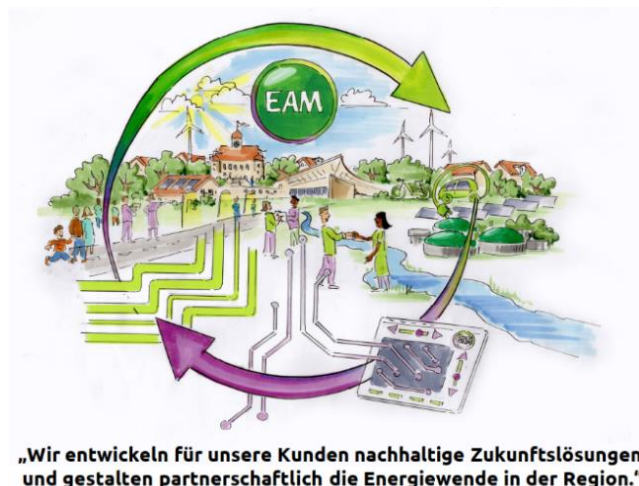 EAM
„Wir entwickeln für unsere Kunden nachhaltige Zukunftslösungen
und gestalten partnerschaftlich die Energiewende in der Region.“